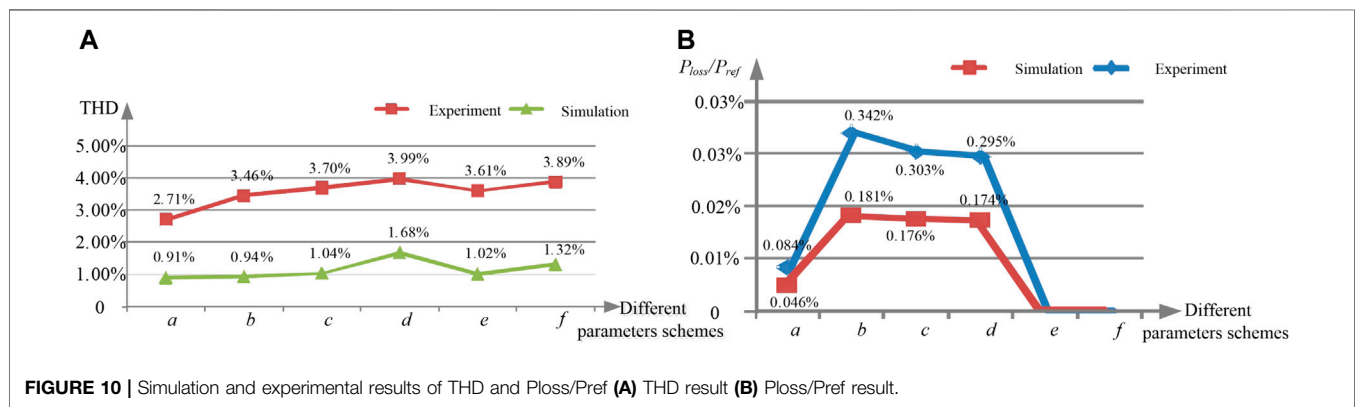 A
THD
Experiment
Simulation
5.00%
4.00%
3.00%
2.00%
1.00%
0
2.71%
3.46%
3.70%
3.99%
3.61%
3.89%
0.91%
0.94%
1.04%
1.68%
1.02%
1.32%
a
b
c
d
e
f
Different
parameters schemes
B
Ploss/Pref
Simulation
Experiment
0.03%
0.03%
0.02%
0.01%
0
0.084%
0.342%
0.303%
0.295%
0.046%
0.181%
0.176%
0.174%
a
b
c
d
e
f
Different
parameters schemes
FIGURE 10 | Simulation and experimental results of THD and Ploss/Pref (A) THD result (B) Ploss/Pref result.